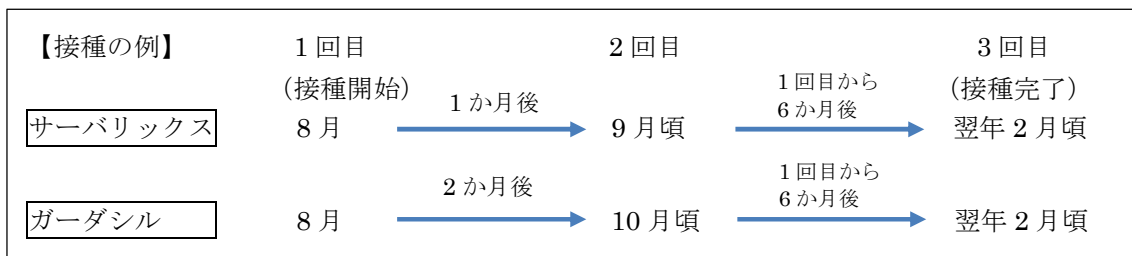 【接種の例】 1回目 2回目 3回目
(接種開始) (接種完了)
サーバリックス 8月 1か月後 9月頃 1回目から
6か月後 翌年2月頃
ガーダシル 8月 2か月後 10月頃 1回目から
6か月後 翌年2月頃